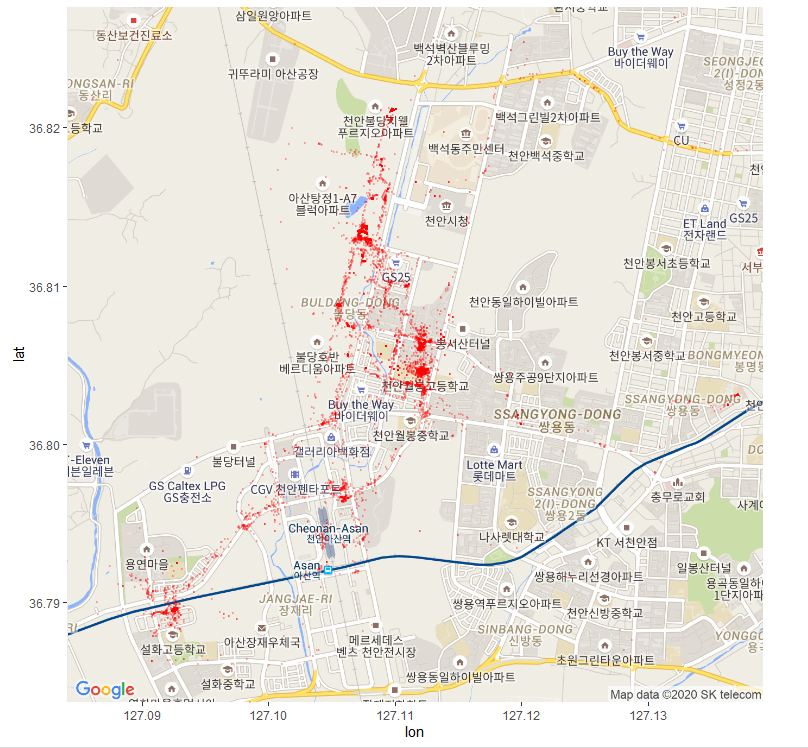 삼일원앙아파트
동산보건진료소
백석벽산블루밍
2차아파트
Buy the Way
바이더웨이
귀뚜라미 아산공장
ONGSAN-RI
동산리
2(I)-DONG
성정2동
등학교
천안불당지웰
푸르지오아파트
백석그린빌2차아파트
백석동주민센터
천안백석중학교
CU
아산탕정1-A7
블럭아파트
천안시청
GS25
ET Land
전자랜드
천안봉서초등학교
서부
GS25
BULDANG-DONG
불당동
천안동일하이빌아파트
천안고등학교
불당호반
베르디움아파트
봉서산터널
천안봉서중학교
BONGMYEON
봉명동
쌍용주공9단지아파트
천안월봉고등학교
Buy the Way
바이더웨이
SSANGYONG-DONG
쌍용동
SSANGYONG-DONG
쌍용동
천안월봉중학교
갤러리아백화점
불당터널
7-Eleven
세븐일레븐
GS Caltex LPG
GS충전소
CGV 천안펜타포트
Lotte Mart
롯데마트
SSANGYONG
2(I)-DONG
쌍용2동
충무로교회
Cheonan-Asan
천안아산역
나사렛대학교
KT 서천안점
용연마을
Asan
아산역
쌍용해누리선경아파트
일봉산터널
용곡동일하이
1단지아파
JANGJAE-RI
장재리
쌍용역푸르지오아파트
천안신방중학교
아산장재우체국
메르세데스
벤츠 천안전시장
SINBANG-DONG
신방동
YONGGO
설화고등학교
초원그린타운아파트
설화중학교
쌍용동일하이빌아파트
Google
Map data ©2020 SK telecom
36.82
36.81
36.80
36.79
lat
127.09
127.10
127.11
127.12
127.13
lon